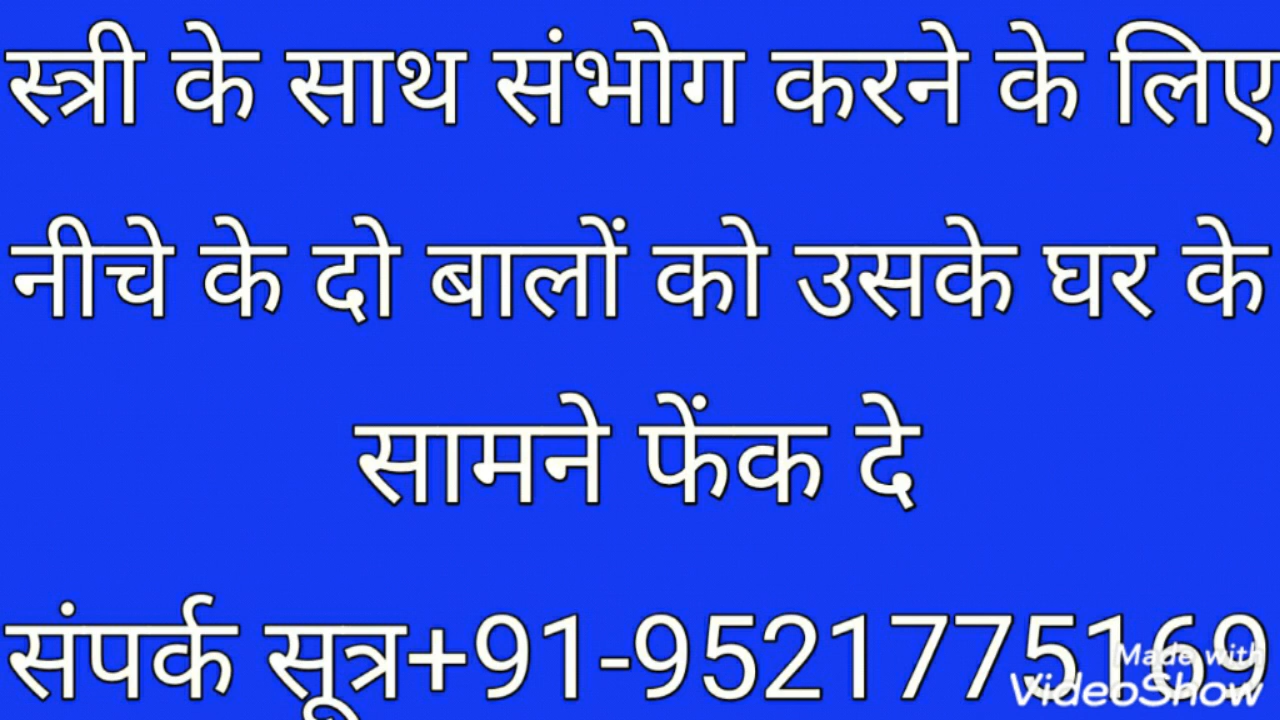 स्त्री के साथ संभोग करने के लिए
नीचे के दो बालों को उसके घर के
सामने फेंक दे
संपर्क सूत्र+91-9521775169
Made with
VideoShow